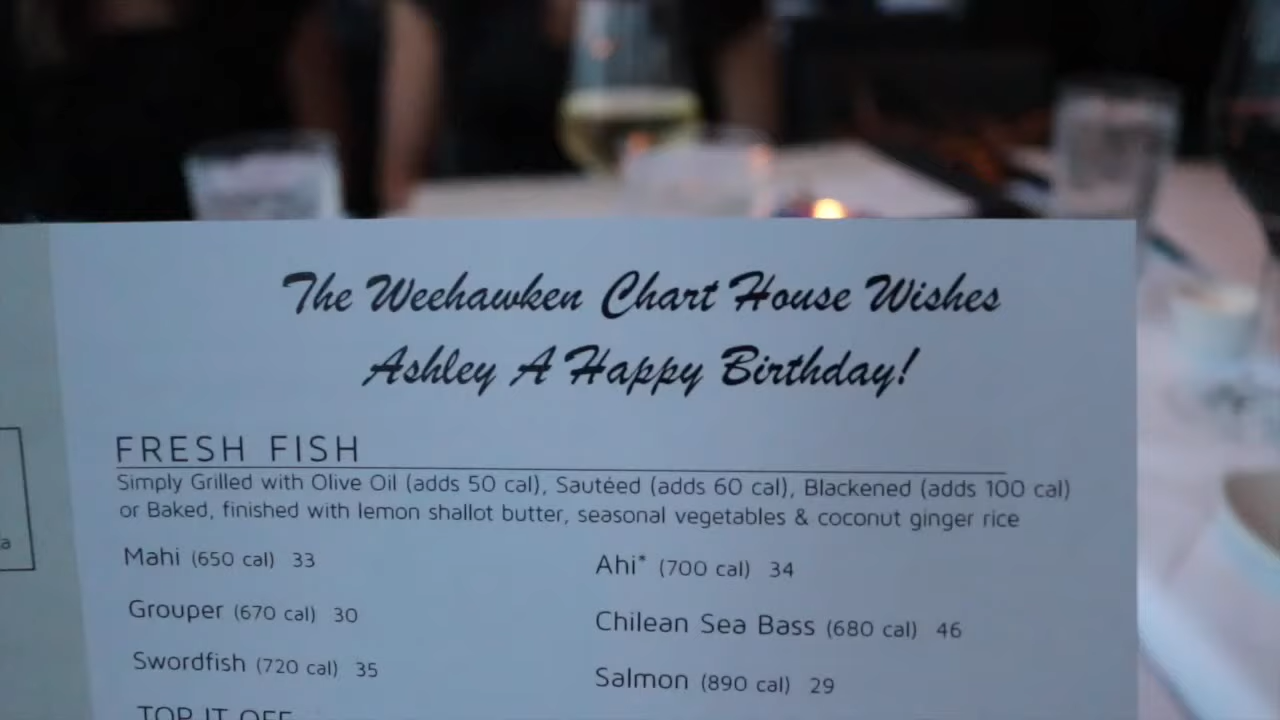 The Weehawken Chart House Wishes
Ashley A Happy Birthday!
FRESH FISH
Simply Grilled with Olive Oil (adds 50 cal), Sautéed (adds 60 cal), Blackened (adds 100 cal)
or Baked, finished with lemon shallot butter, seasonal vegetables & coconut ginger rice
Mahi (650 cal) 33
Ahi* (700 cal) 34
Grouper (670 cal) 30
Chilean Sea Bass (680 cal) 46
Swordfish (720 cal) 35
Salmon (890 cal) 29
TOP IT OFF
a